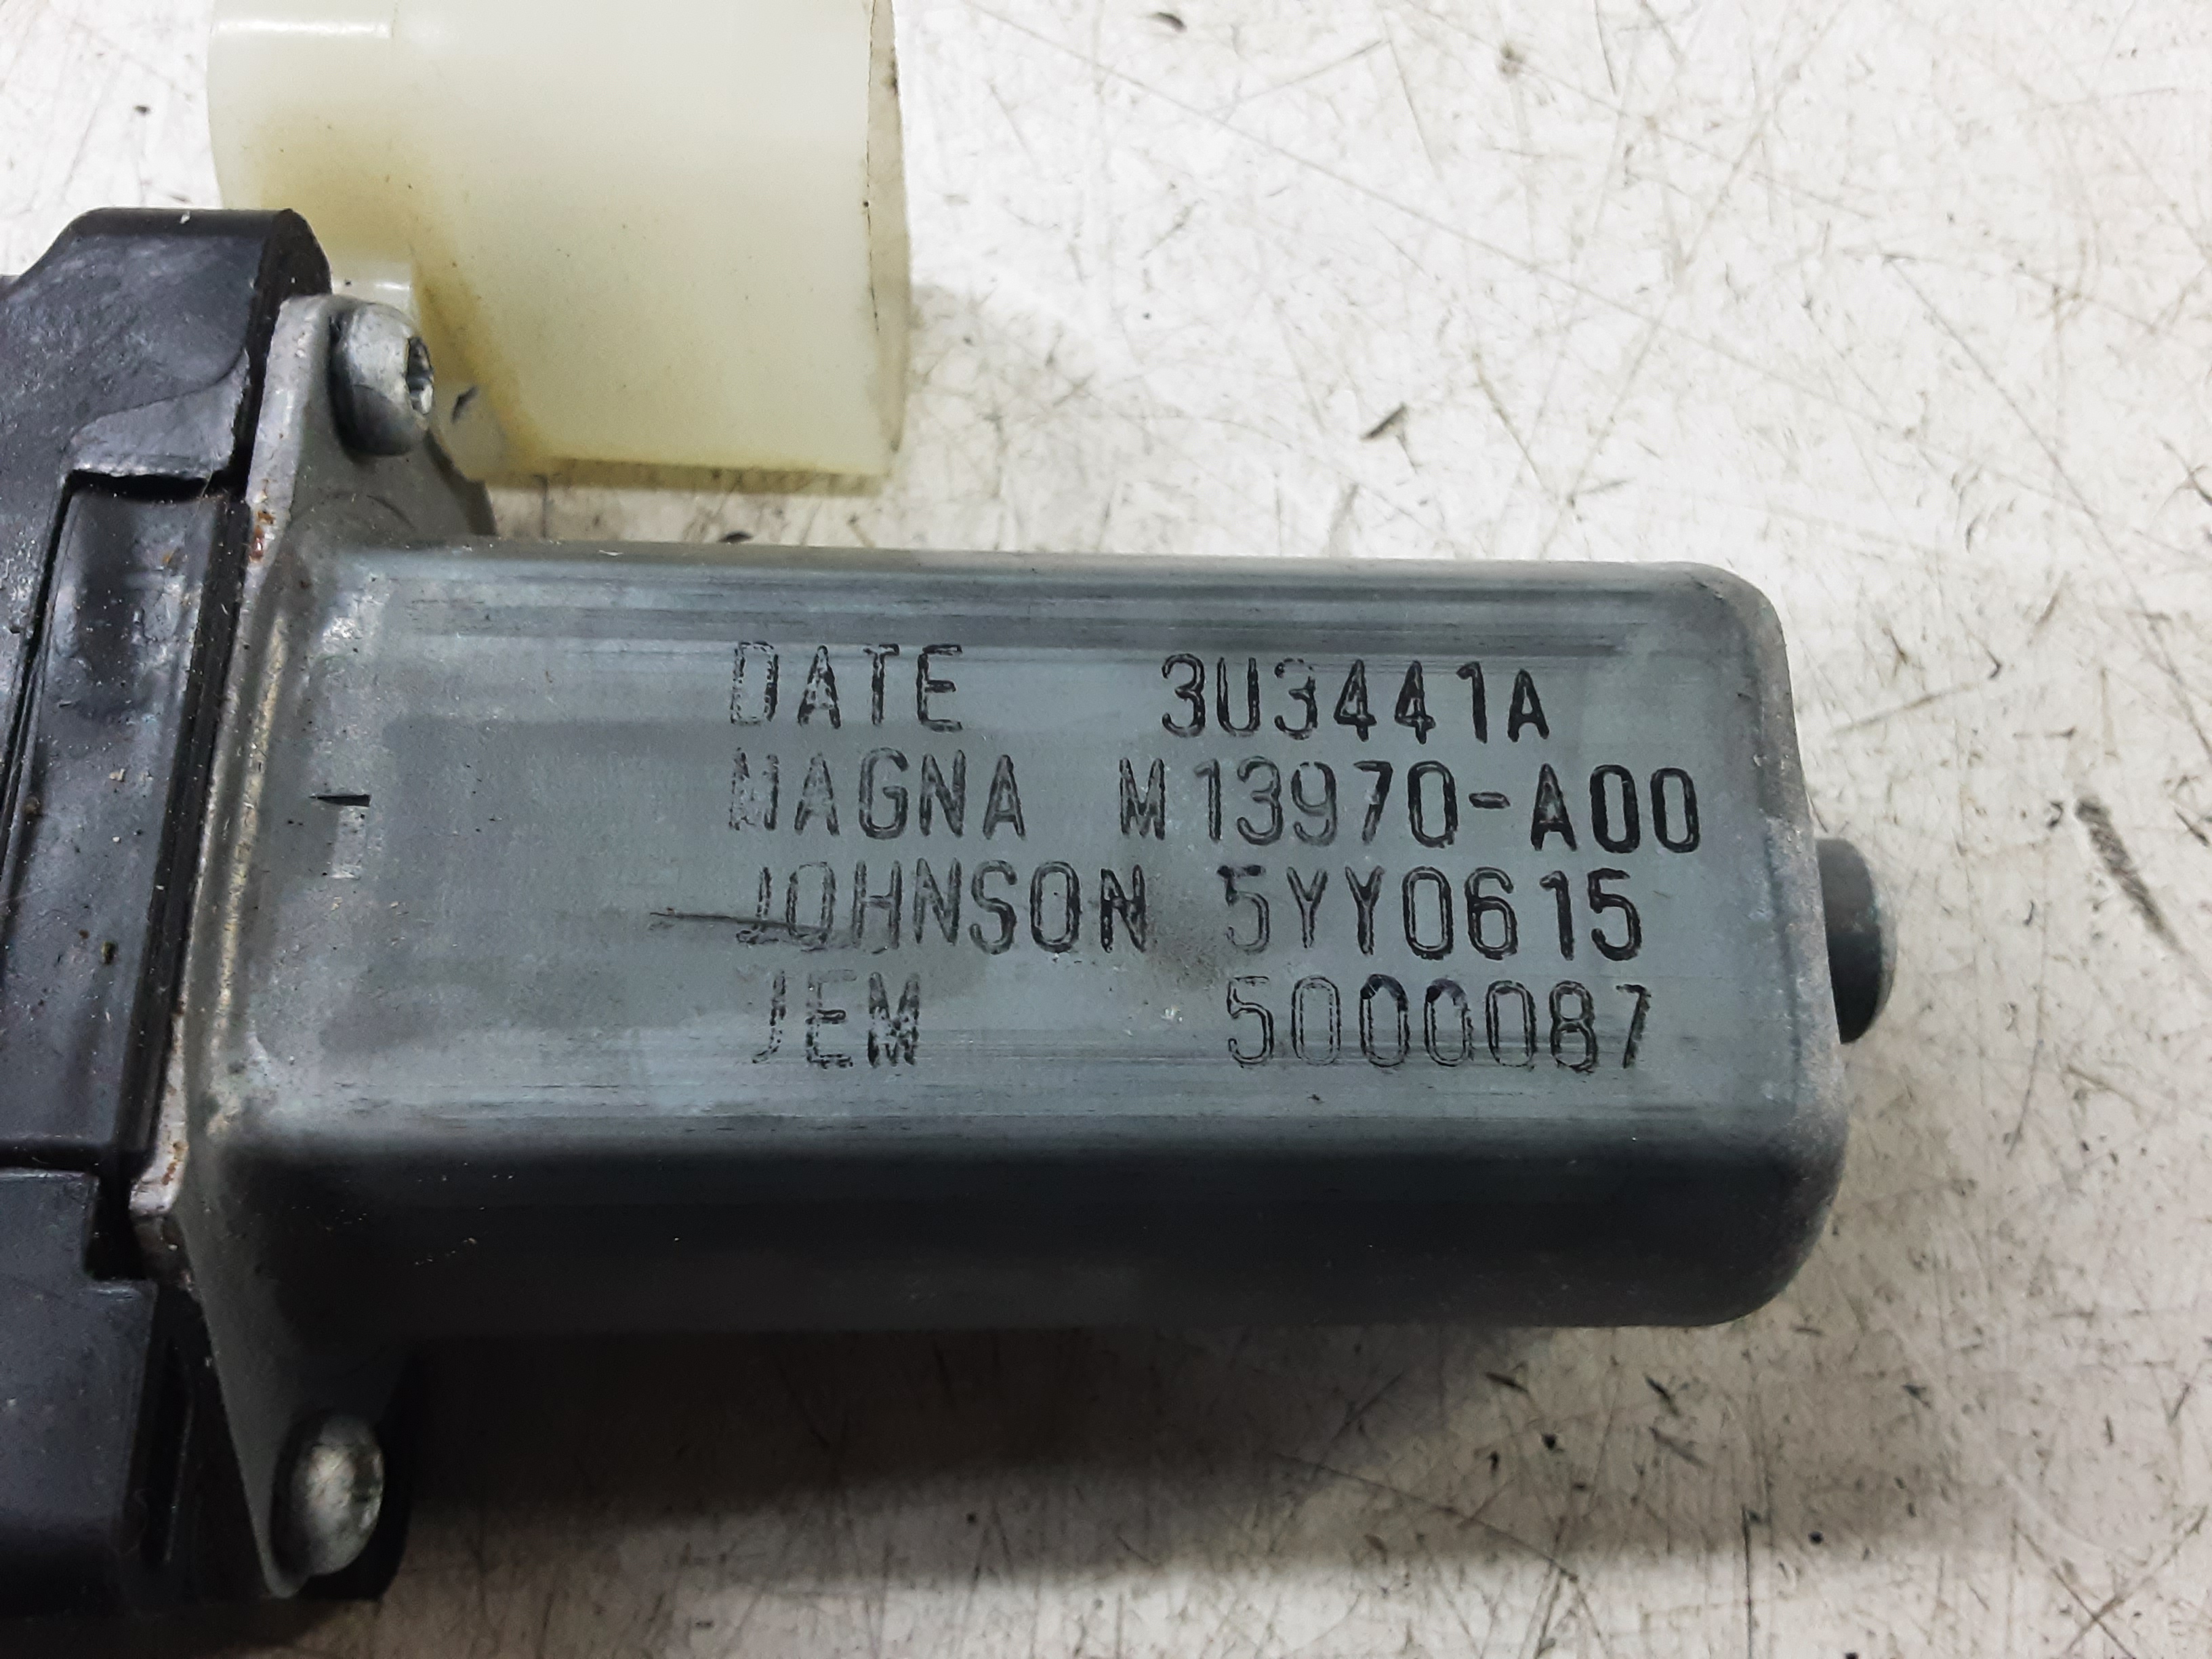 DATE 3U3441A
MAGNA M13970-A00
JOHNSON 5YY0615
JEM 5000087